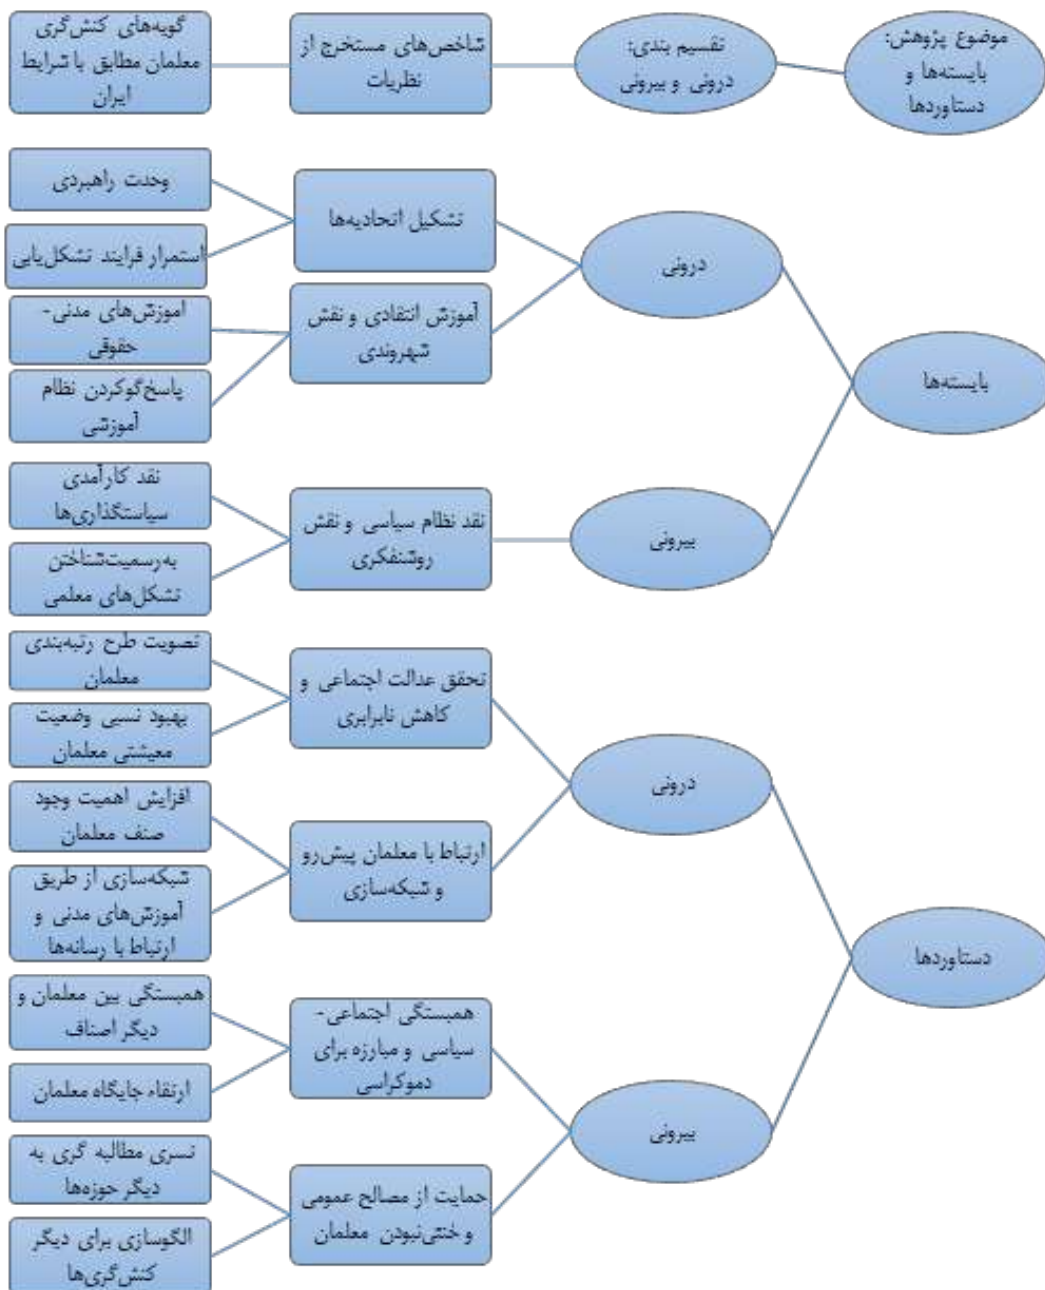 موضوع پژوهش:
بایسته‌ها و
دستاوردها
تقسیم بندی:
درونی و بیرونی
شاخص‌های مستخرج از
نظریات
گویه‌های کنش‌گری
معلمان مطابق با شرایط
ایران
بایسته‌ها
درونی
تشکیل اتحادیه‌ها
وحدت راهبردی
استمرار فرایند تشکل‌یابی
آموزش انتقادی و نقش
شهروندی
آموزش‌های مدنی-
حقوقی
پاسخ‌گوکردن نظام
آموزشی
بیرونی
نقد نظام سیاسی و نقش
روشنفکری
نقد کارآمدی
سیاستگذاری‌ها
به‌رسمیت‌شناختن
تشکل‌های معلمی
دستاوردها
درونی
تحقق عدالت اجتماعی و
کاهش نابرابری
تصویت طرح رتبه‌بندی
معلمان
بهبود نسبی وضعیت
معیشتی معلمان
ارتباط با معلمان پیش‌رو
و شبکه‌سازی
افزایش اهمیت وجود
صنف معلمان
شبکه‌سازی از طریق
آموزش‌های مدنی و
ارتباط با رسانه‌ها
بیرونی
همبستگی اجتماعی-
سیاسی و مبارزه برای
دموکراسی
همبستگی بین معلمان و
دیگر اصناف
ارتقاء جایگاه معلمان
حمایت از مصالح عمومی
و خنثی‌نبودن معلمان
تسری مطالبه گری به
دیگر حوزه‌ها
الگوسازی برای دیگر
کنش‌گری‌ها